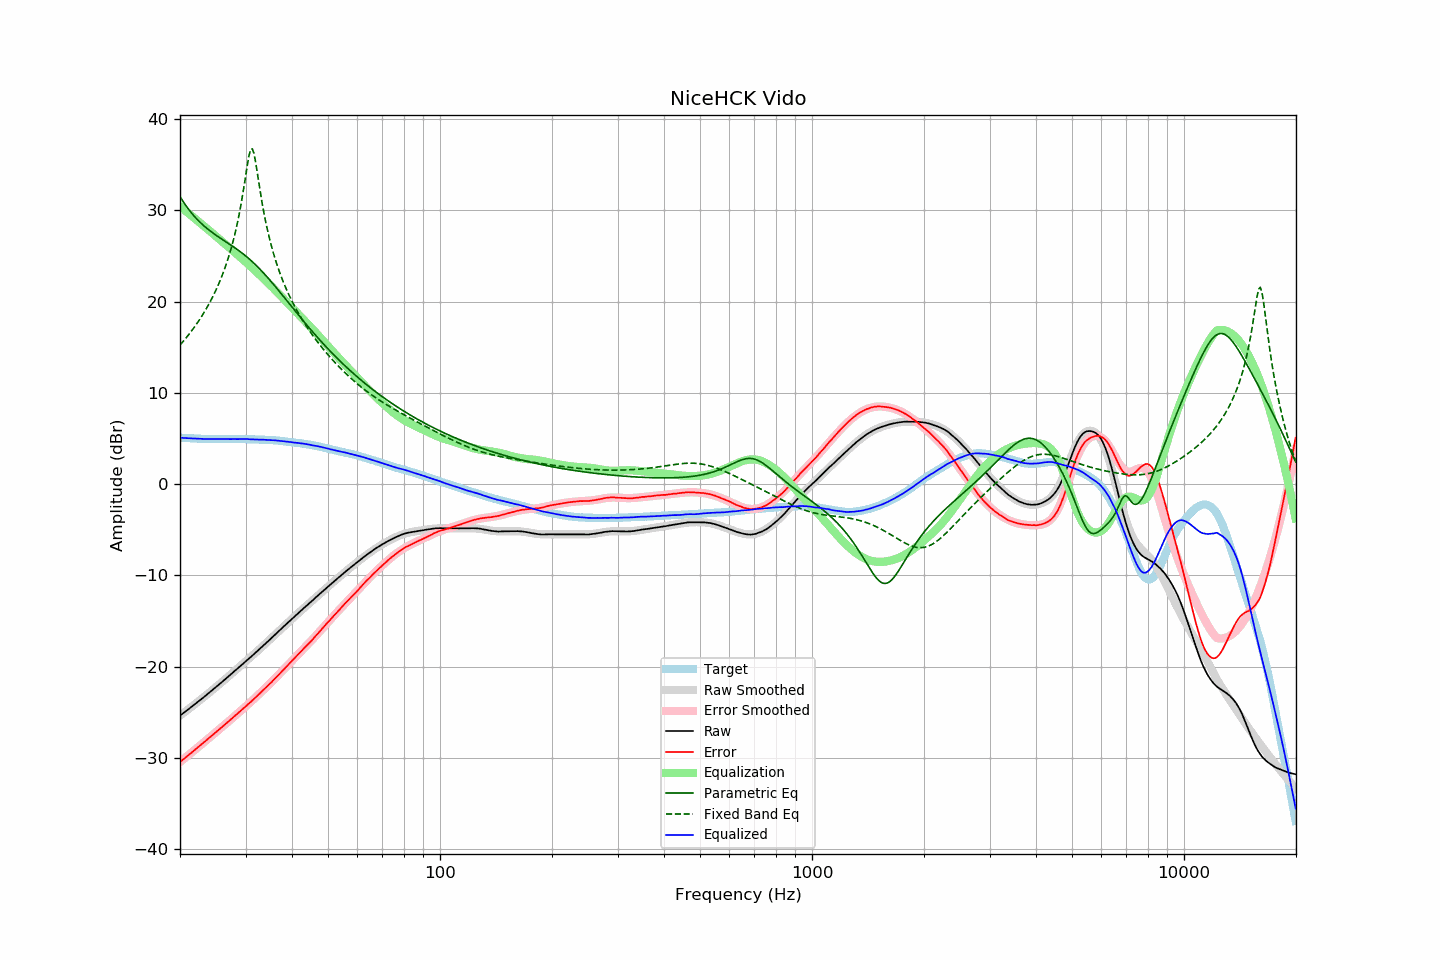 NiceHCK Vido
40
30
20
10
0
−10
−20
−30
−40
Amplitude (dBr)
Target
Raw Smoothed
Error Smoothed
Raw
Error
Equalization
Parametric Eq
Fixed Band Eq
Equalized
100 1000 10000
Frequency (Hz)